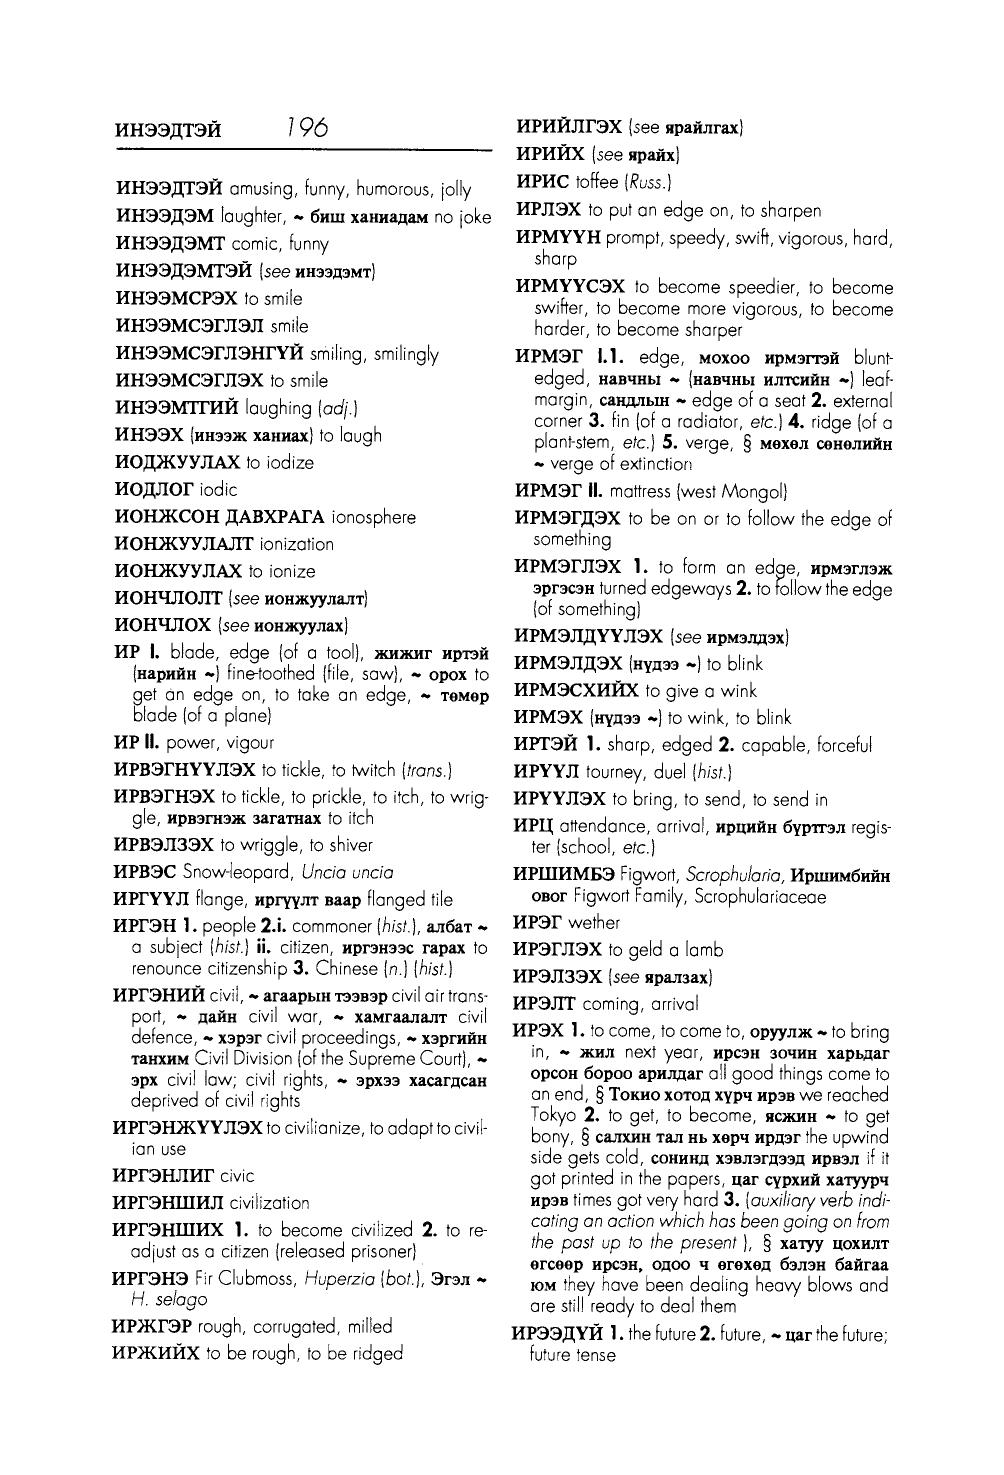 ИНЭЭДТЭЙ 196
ИНЭЭДТЭЙ amusing, funny, humorous, jolly
ИНЭЭДЭМ laughter, ~ биш ханиадам no joke
ИНЭЭДЭМТ comic, funny
ИНЭЭДЭМТЭЙ (see инээдэмт)
ИНЭЭМСРЭХ to smile
ИНЭЭМСЭГЛЭЛ smile
ИНЭЭМСЭГЛЭНГҮЙ smiling, smilingly
ИНЭЭМСЭГЛЭХ to smile
ИНЭЭМТГИЙ laughing (adj.)
ИНЭЭХ (инээж ханиах) to laugh
ИОДЖУУЛАХ to iodize
ИОДЛОГ iodic
ИОНЖСОН ДАВХРАГА ionosphere
ИОНЖУУЛАЛТ ionization
ИОНЖУУЛАХ to ionize
ИОНЧЛОЛТ (see ионжуулалт)
ИОНЧЛОХ (see ионжуулах)
ИР I. blade, edge (of a tool), жижиг иртэй
(нарийн ~) fine-toothed (file, saw), ~ орох to
get an edge on, to take an edge, ~ төмөр
blade (of a plane)
ИР II. power, vigour
ИРВЭГНҮҮЛЭХ to tickle, to twitch (trans.)
ИРВЭГНЭХ to tickle, to prickle, to itch, to wrig-
gle, ирвэгнэж загатнах to itch
ИРВЭЛЗЭХ to wriggle, to shiver
ИРВЭС Snow-leopard, Uncia uncia
ИРГҮҮЛ flange, иргүүлт ваар flanged tile
ИРГЭН 1. people 2.i. commoner (hist.), албат ~
a subject (hist.) ii. citizen, иргэнээс гарах to
renounce citizenship 3. Chinese (n.) (hist.)
ИРГЭНИЙ civil, ~ агаарын тээвэр civil air trans-
port, ~ дайн civil war, ~ хамгаалалт civil
defence, ~ хэрэг civil proceedings, ~ хэргийн
танхим Civil Division (of the Supreme Court), ~
эрх civil law; civil rights, ~ эрхээ хасагдсан
deprived of civil rights
ИРГЭНЖҮҮЛЭХ to civilianize, to adapt to civil-
ian use
ИРГЭНЛИГ civic
ИРГЭНШИЛ civilization
ИРГЭНШИХ 1. to become civilized 2. to re-
adjust as a citizen (released prisoner)
ИРГЭНЭ Fir Clubmoss, Huperzia (bot.), Эгэл ~
H. selago
ИРЖГЭР rough, corrugated, milled
ИРЖИЙХ to be rough, to be ridged
ИРИЙЛГЭХ (see ярайлгах)
ИРИЙХ (see ярайх)
ИРИС toffee (Russ.)
ИРЛЭХ to put an edge on, to sharpen
ИРМҮҮН prompt, speedy, swift, vigorous, hard,
sharp
ИРМҮҮСЭХ to become speedier, to become
swifter, to become more vigorous, to become
harder, to become sharper
ИРМЭГ I.1. edge, мохоо ирмэгтэй blunt-
edged, навчны ~ (навчны илтсийн ~) leaf-
margin, сандлын ~ edge of a seat 2. external
corner 3. fin (of a radiator, etc.) 4. ridge (of a
plant-stem, etc.) 5. verge, § мөхөл сөнөлийн
~ verge of extinction
ИРМЭГ II. mattress (west Mongol)
ИРМЭГДЭХ to be on or to follow the edge of
something
ИРМЭГЛЭХ 1. to form an edge, ирмэглэж
эргэсэн turned edgeways 2. to follow the edge
(of something)
ИРМЭЛДҮҮЛЭХ (see ирмэлдэх)
ИРМЭЛДЭХ (нүдээ ~) to blink
ИРМЭСХИЙХ to give a wink
ИРМЭХ (нүдээ ~) to wink, to blink
ИРТЭЙ 1. sharp, edged 2. capable, forceful
ИРҮҮЛ tourney, duel (hist.)
ИРҮҮЛЭХ to bring, to send, to send in
ИРЦ attendance, arrival, ирцийн бүртгэл regis-
ter (school, etc.)
ИРШИМБЭ Figwort, Scrophularia, Иршимбийн
овог Figwort Family, Scrophulariaceae
ИРЭГ wether
ИРЭГЛЭХ to geld a lamb
ИРЭЛЗЭХ (see яралзах)
ИРЭЛТ coming, arrival
ИРЭХ 1. to come, to come to, оруулж ~ to bring
in, ~ жил next year, ирсэн зочин харьдаг
орсон бороо арилдаг all good things come to
an end, § Токио хотод хүрч ирэв we reached
Tokyo 2. to get, to become, ясжин ~ to get
bony, § салхин тал нь хөрч ирдэг the upwind
side gets cold, сонинд хэвлэгдээд ирвэл if it
got printed in the papers, цаг сүрхий хатуурч
ирэв times got very hard 3. (auxiliary verb indi-
cating an action which has been going on from
the past up to the present ), § хатуу цохилт
өгсөөр ирсэн, одоо ч өгөхөд бэлэн байгаа
юм they have been dealing heavy blows and
are still ready to deal them
ИРЭЭДҮЙ 1. the future 2. future, ~ цаг the future;
future tense